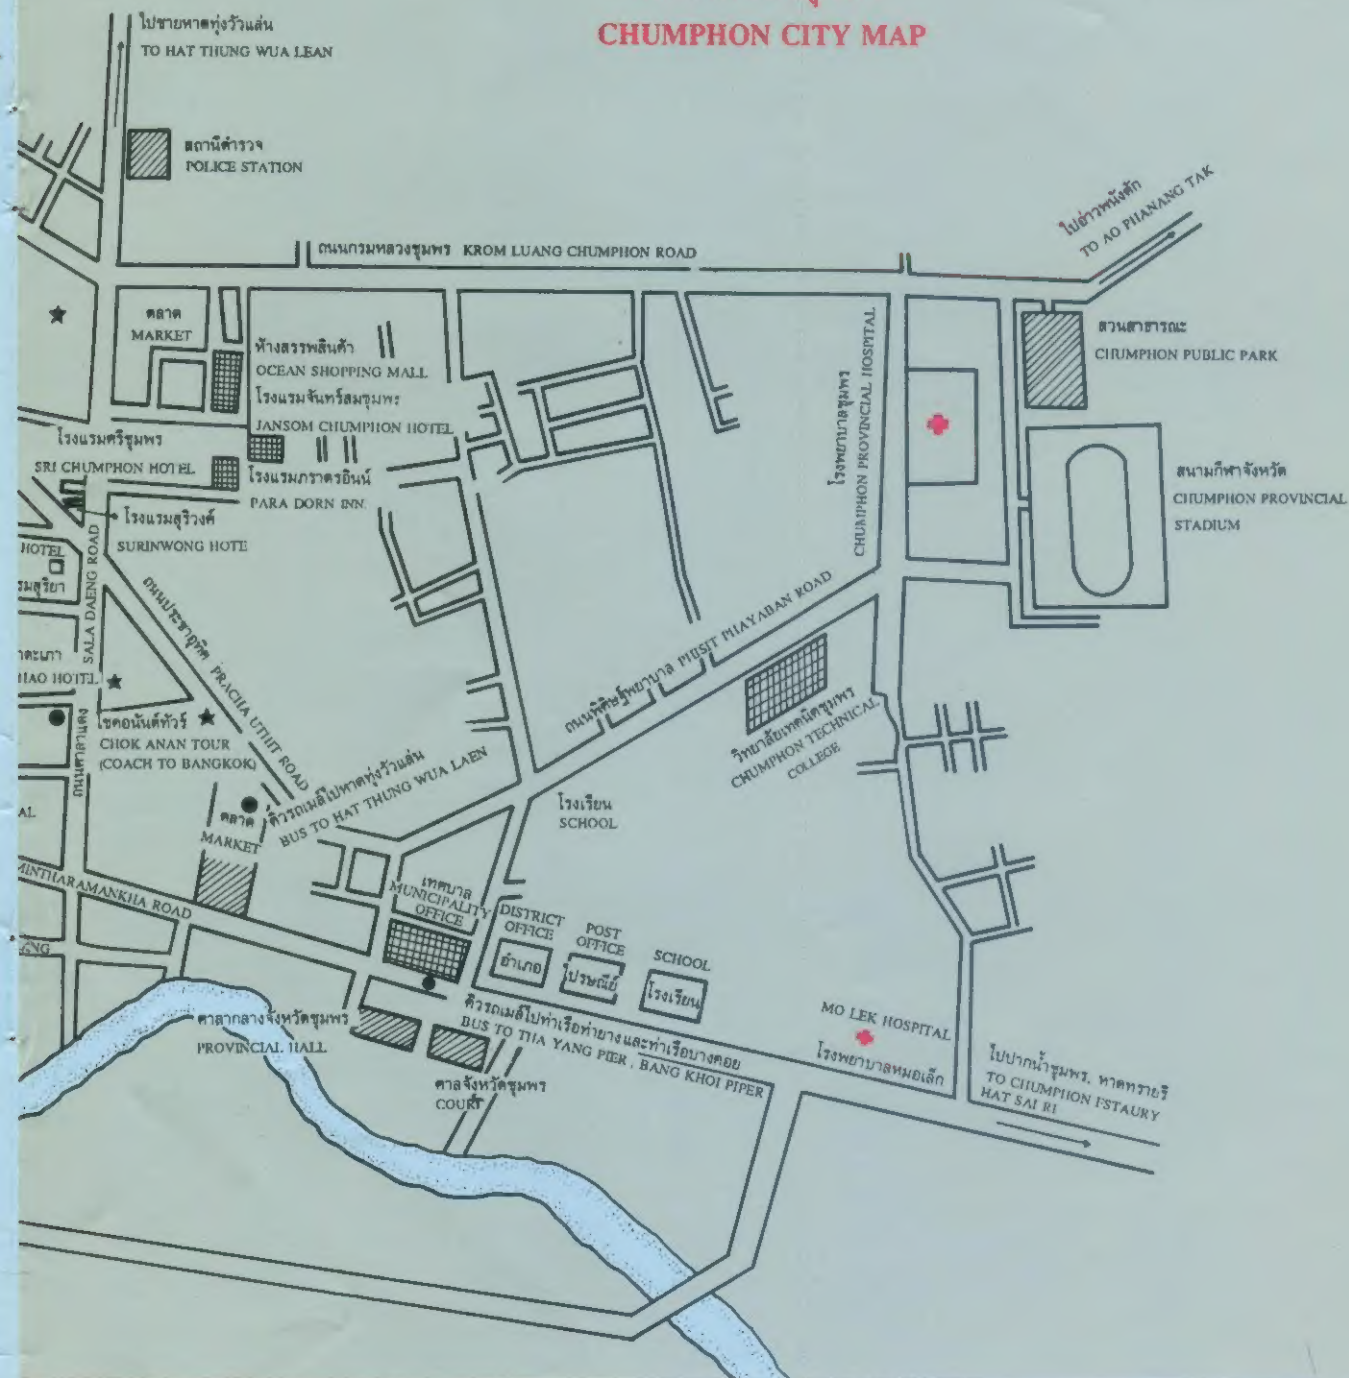 CHUMPHON CITY MAP
ไปชายหาดทุ่งวัวแล่น
TO HAT THUNG WUA LEAN
สถานีตำรวจ
POLICE STATION
ไปอ่าวพนังตัก
TO AO PHANANG TAK
ถนนกรมหลวงชุมพร KROM LUANG CHUMPHON ROAD
ตลาด
MARKET
ห้างสรรพสินค้า
OCEAN SHOPPING MALL
โรงแรมจันทร์สมชุมพร
JANSOM CHUMPHON HOTEL
โรงพยาบาลชุมพร
CHUMPHON PROVINCIAL HOSPITAL
สวนสาธารณะ
CHUMPHON PUBLIC PARK
โรงแรมศรีชุมพร
SRI CHUMPHON HOTEL
โรงแรมภราดรอินน์
PARA DORN INN.
สนามกีฬาจังหวัด
CHUMPHON PROVINCIAL
STADIUM
โรงแรมสุริวงค์
SURINWONG HOTE
HOTEL
รมสุริยา
SALA DAENG ROAD
ถนนศาลาแดง
ถนนประชาอุทิศ PRACHA UTHIT ROAD
าตะเภา
HAO HOTEL
โชคอนันต์ทัวร์
CHOK ANAN TOUR
(COACH TO BANGKOK)
ถนนพิศิษฐ์พยาบาล PHISIT PHAYABAN ROAD
วิทยาลัยเทคนิคชุมพร
CHUMPHON TECHNICAL
COLLEGE
คิวรถเมล์ไปหาดทุ่งวัวแล่น
BUS TO HAT THUNG WUA LAEN
ตลาด
MARKET
AL
โรงเรียน
SCHOOL
MINTHARAMANKHA ROAD
เทศบาล
MUNICIPALITY
OFFICE
DISTRICT
OFFICE
อำเภอ
POST
OFFICE
ไปรษณีย์
SCHOOL
โรงเรียน
ศาลากลางจังหวัดชุมพร
PROVINCIAL HALL
คิวรถเมล์ไปท่าเรือท่ายางและท่าเรือบางคอย
BUS TO THA YANG PIER , BANG KHOI PIPER
ศาลจังหวัดชุมพร
COURT
MO LEK HOSPITAL
โรงพยาบาลหมอเล็ก
ไปปากน้ำชุมพร, หาดทรายรี
TO CHUMPHON ESTAURY
HAT SAI RI